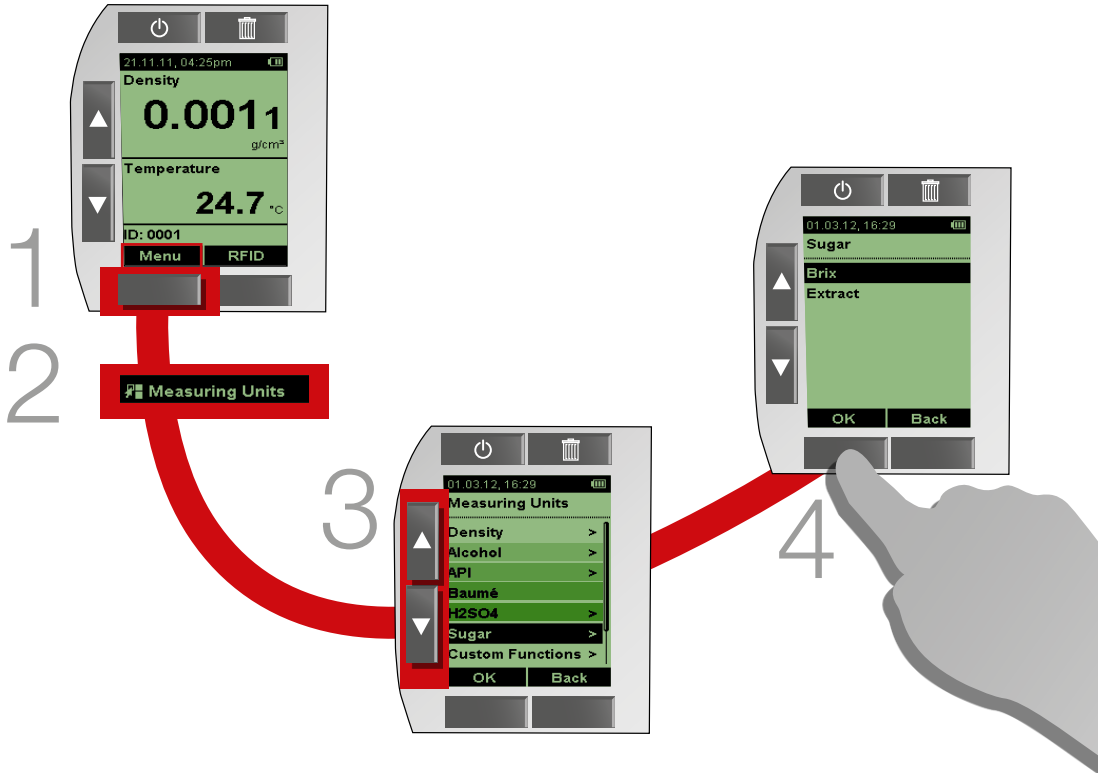 21.11.11, 04:25pm
Density
0.0011
g/cm³
Temperature
24.7 °C
ID: 0001
Menu RFID
1
2
Measuring Units
3
01.03.12, 16:29
Measuring Units
Density >
Alcohol >
API >
Baumé
H2SO4 >
Sugar >
Custom Functions >
OK Back
01.03.12, 16:29
Sugar
Brix
Extract
OK Back
4